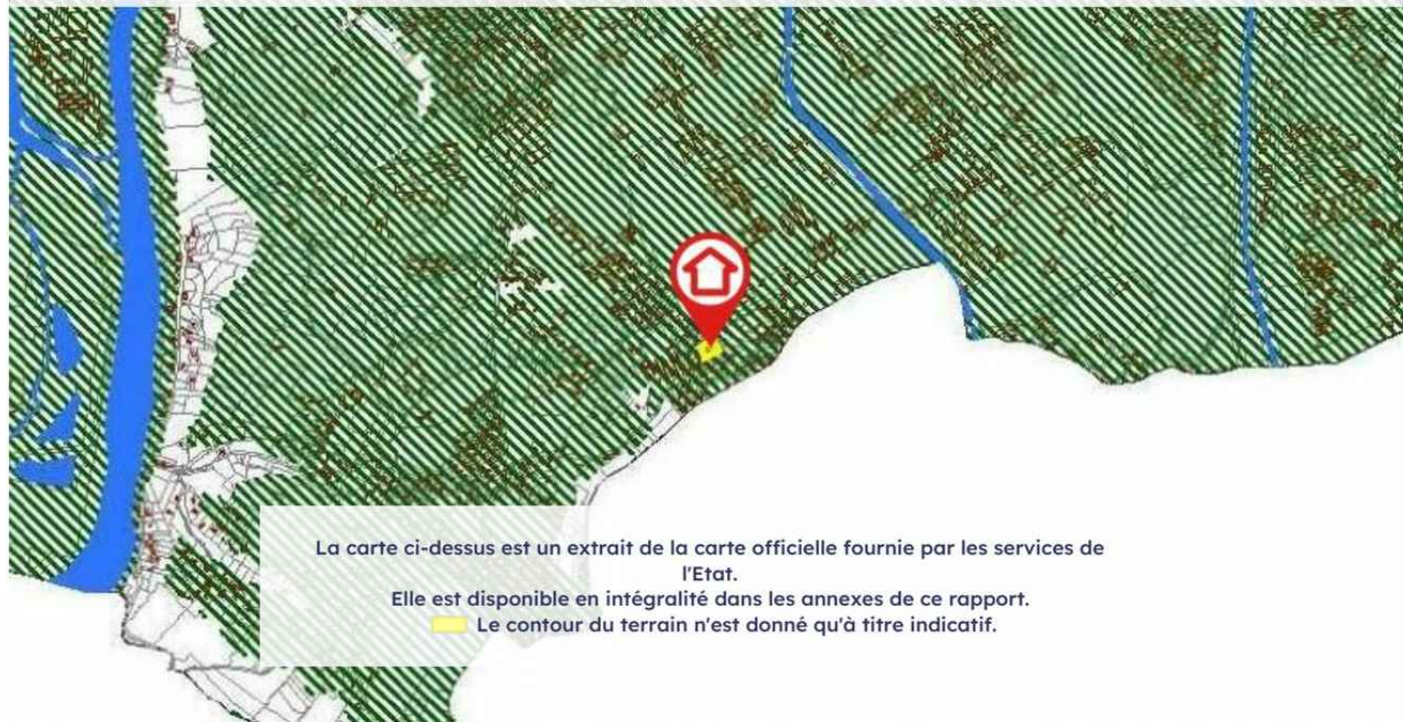 La carte ci-dessus est un extrait de la carte officielle fournie par les services de
l'Etat.
Elle est disponible en intégralité dans les annexes de ce rapport.
Le contour du terrain n'est donné qu'à titre indicatif.